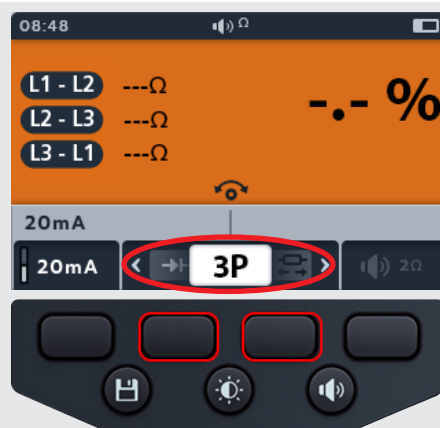 08:48 Ω
L1 - L2 ---Ω
L2 - L3 ---Ω
L3 - L1 ---Ω
-.- %
20mA
20mA < 3P > 2Ω